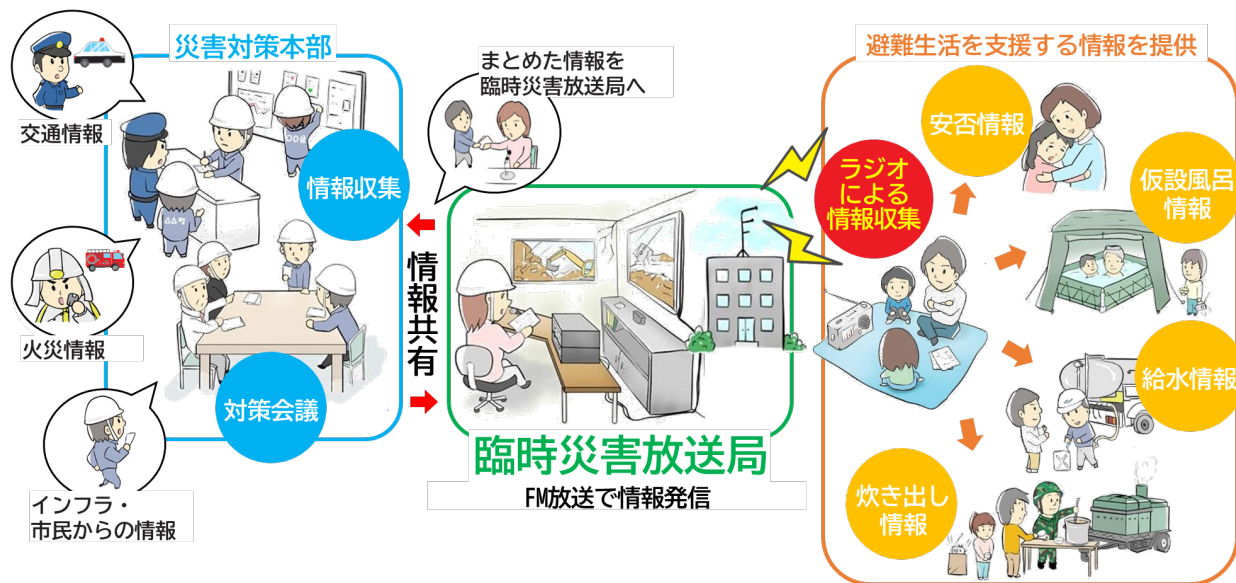 災害対策本部
交通情報
情報収集
火災情報
対策会議
インフラ・
市民からの情報
まとめた情報を
臨時災害放送局へ
情報共有
臨時災害放送局
FM放送で情報発信
避難生活を支援する情報を提供
ラジオ
による
情報収集
安否情報
仮設風呂
情報
給水情報
炊き出し
情報